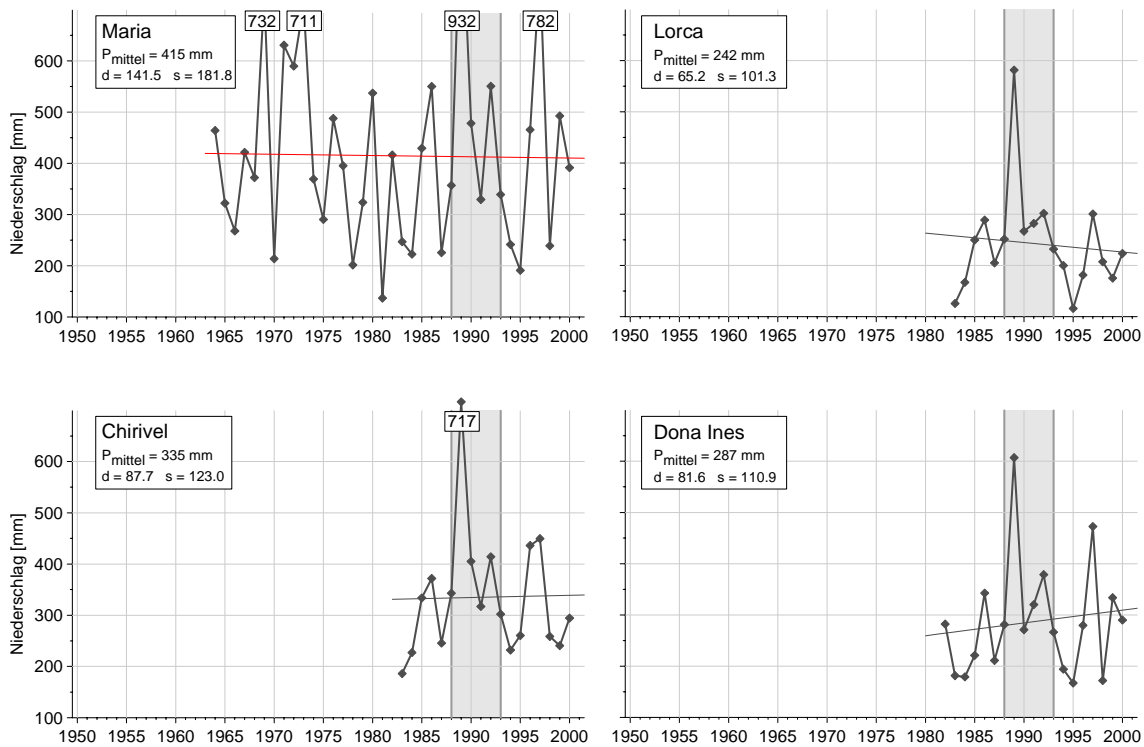 732 711 932 782
Maria
Pmittel = 415 mm
d = 141.5 s = 181.8
Niederschlag [mm]
600
500
400
300
200
100
1950 1955 1960 1965 1970 1975 1980 1985 1990 1995 2000
Lorca
Pmittel = 242 mm
d = 65.2 s = 101.3
1950 1955 1960 1965 1970 1975 1980 1985 1990 1995 2000
717
Chirivel
Pmittel = 335 mm
d = 87.7 s = 123.0
Niederschlag [mm]
600
500
400
300
200
100
1950 1955 1960 1965 1970 1975 1980 1985 1990 1995 2000
Dona Ines
Pmittel = 287 mm
d = 81.6 s = 110.9
1950 1955 1960 1965 1970 1975 1980 1985 1990 1995 2000